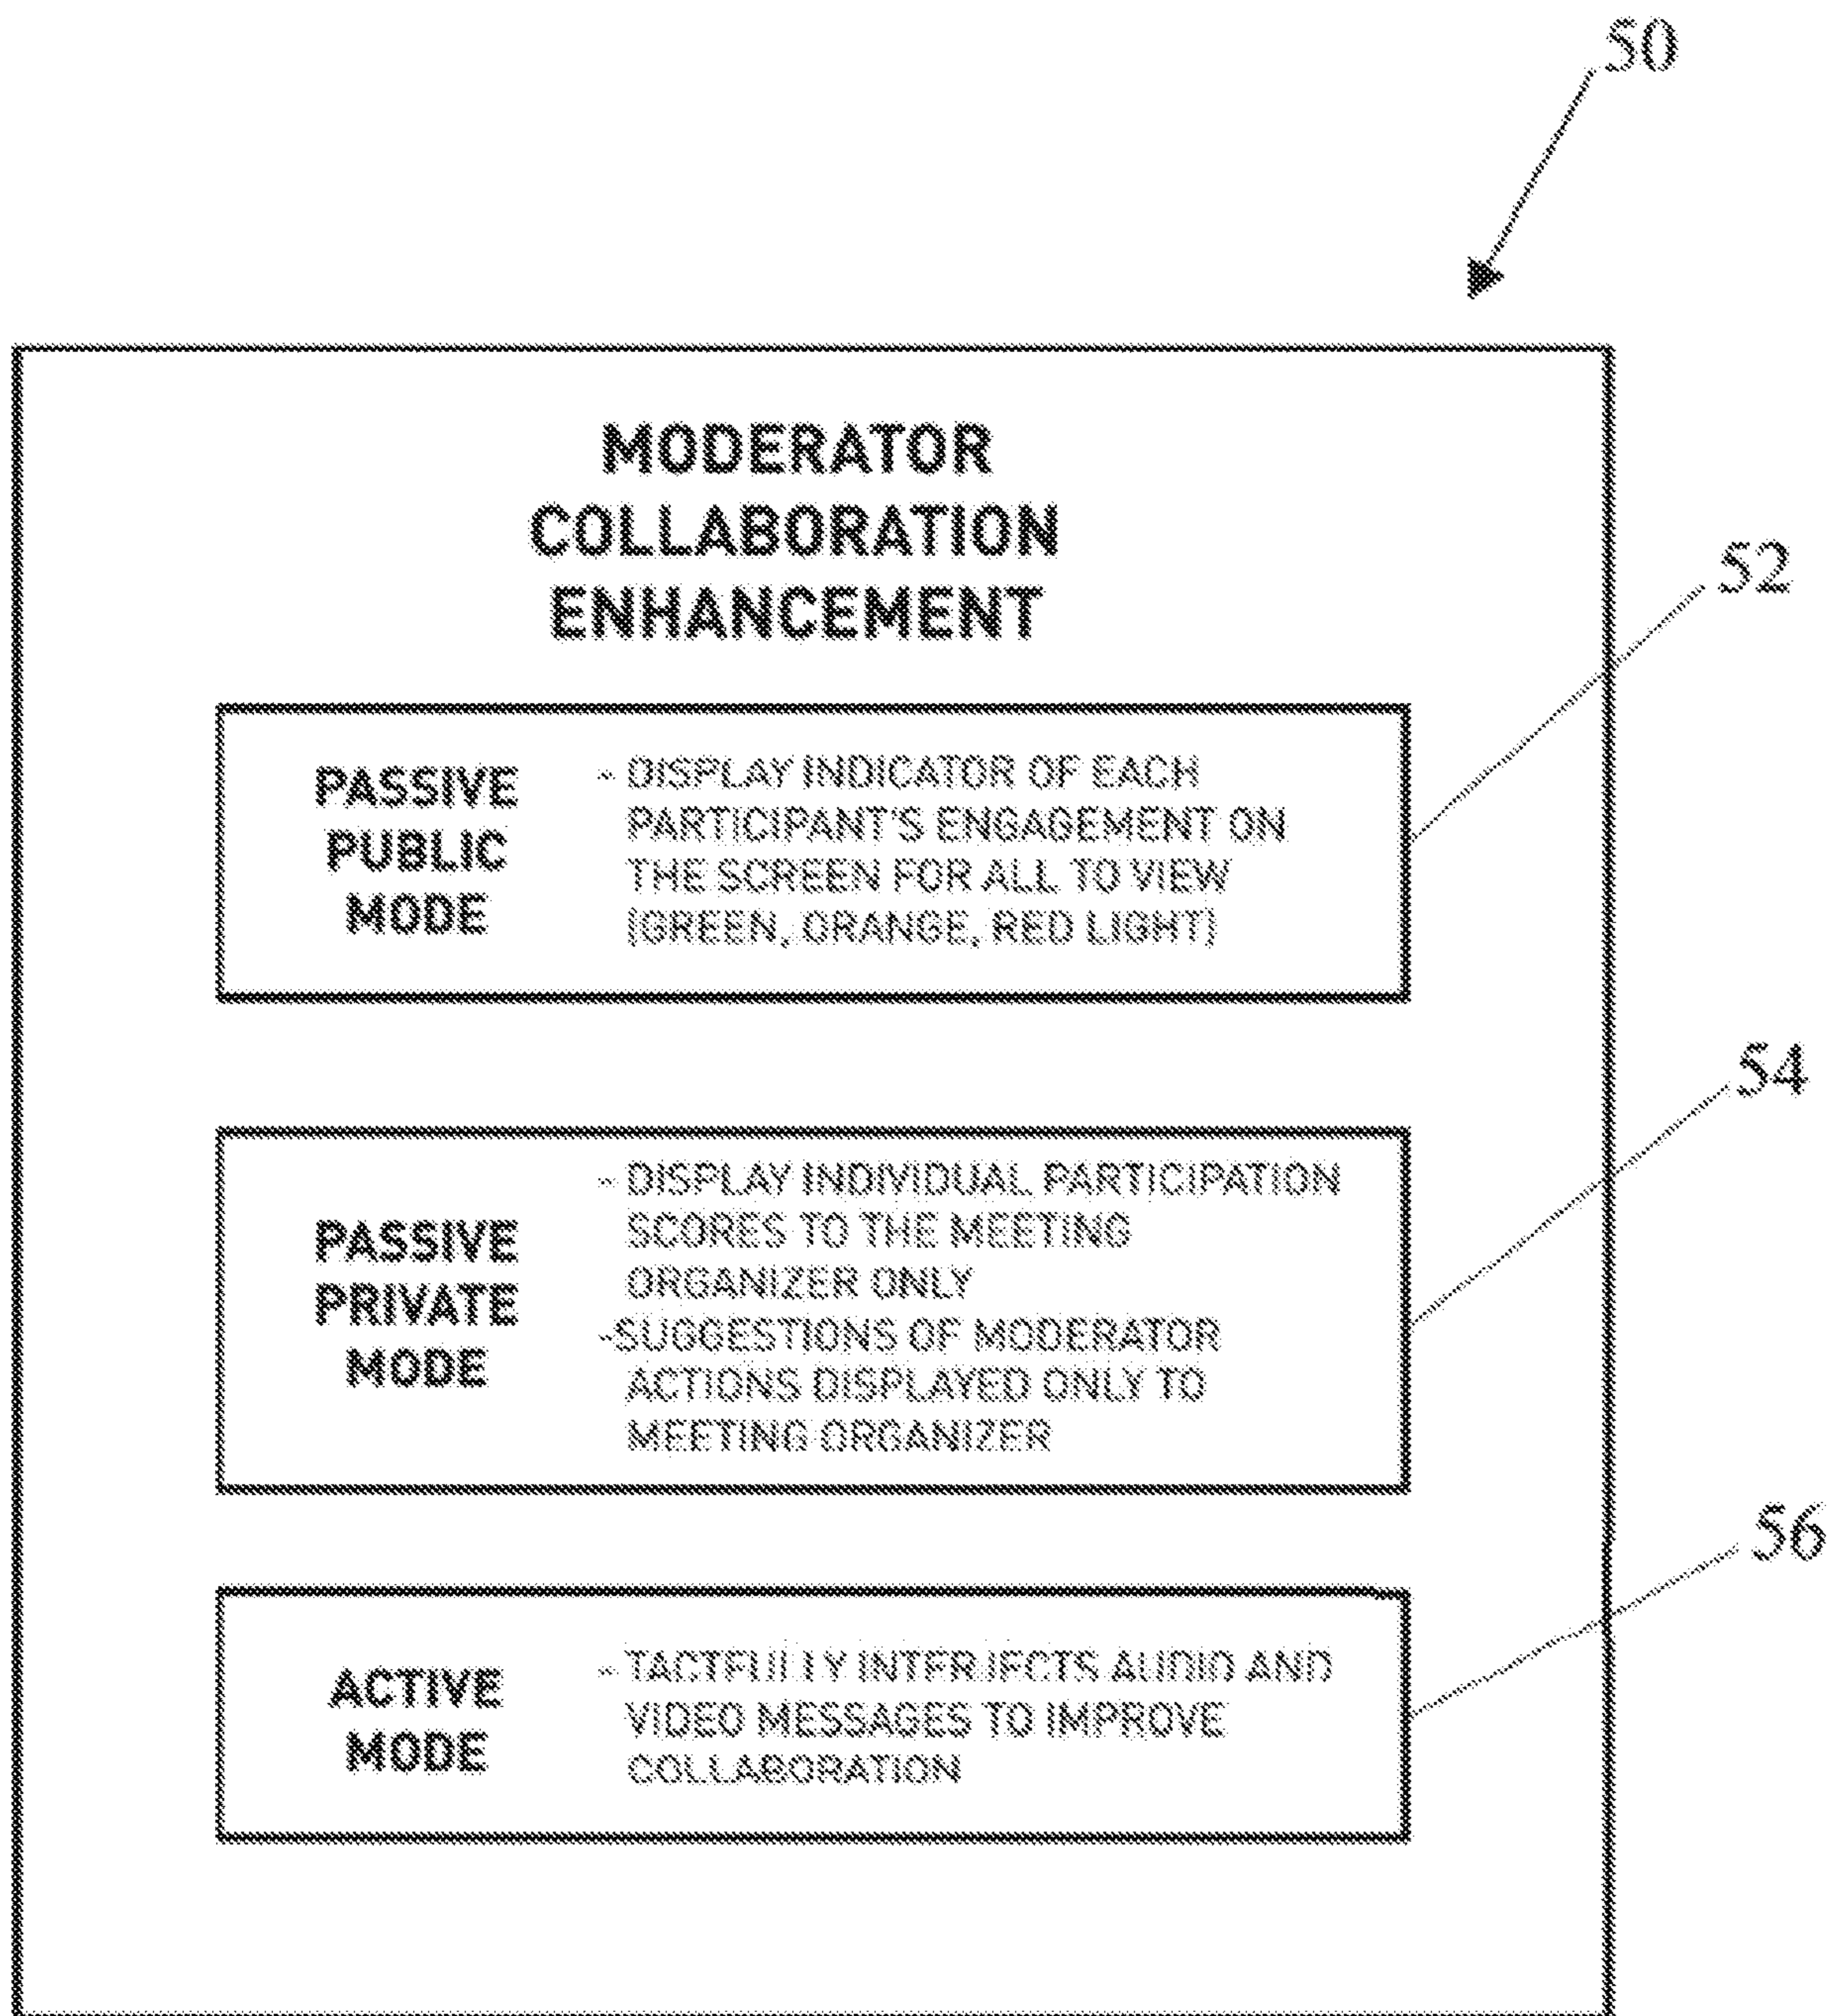 50
MODERATOR
COLLABORATION
ENHANCEMENT
52
PASSIVE
PUBLIC
MODE
- DISPLAY INDICATOR OF EACH
PARTICIPANT'S ENGAGEMENT ON
THE SCREEN FOR ALL TO VIEW
(GREEN, ORANGE, RED LIGHT)
54
PASSIVE
PRIVATE
MODE
- DISPLAY INDIVIDUAL PARTICIPATION
SCORES TO THE MEETING
ORGANIZER ONLY
-SUGGESTIONS OF MODERATOR
ACTIONS DISPLAYED ONLY TO
MEETING ORGANIZER
56
ACTIVE
MODE
- TACTFULLY INTERJECTS AUDIO AND
VIDEO MESSAGES TO IMPROVE
COLLABORATION